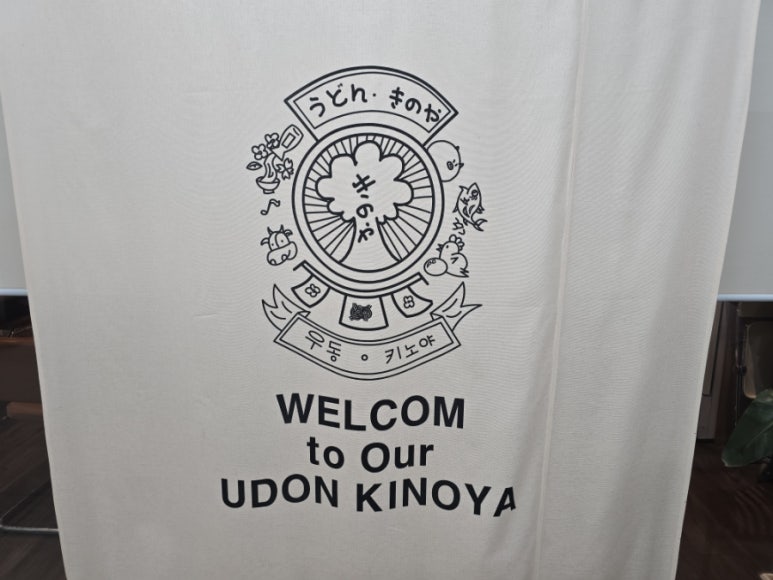 うどん・きのや
きのや
우동 • 키노야
WELCOM
to Our
UDON KINOYA